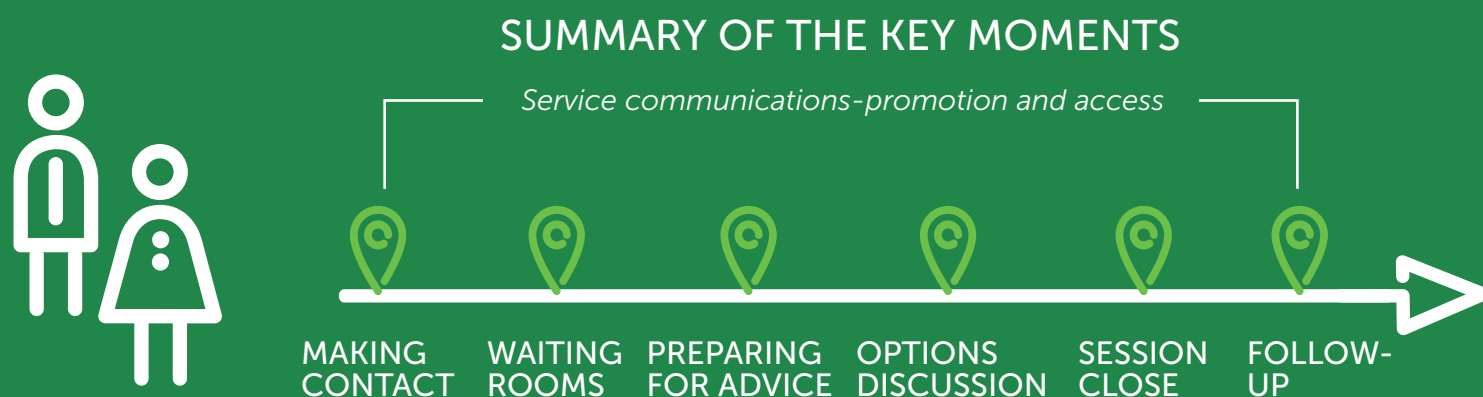 SUMMARY OF THE KEY MOMENTS
Service communications-promotion and access
MAKING
CONTACT
WAITING
ROOMS
PREPARING
FOR ADVICE
OPTIONS
DISCUSSION
SESSION
CLOSE
FOLLOW-
UP